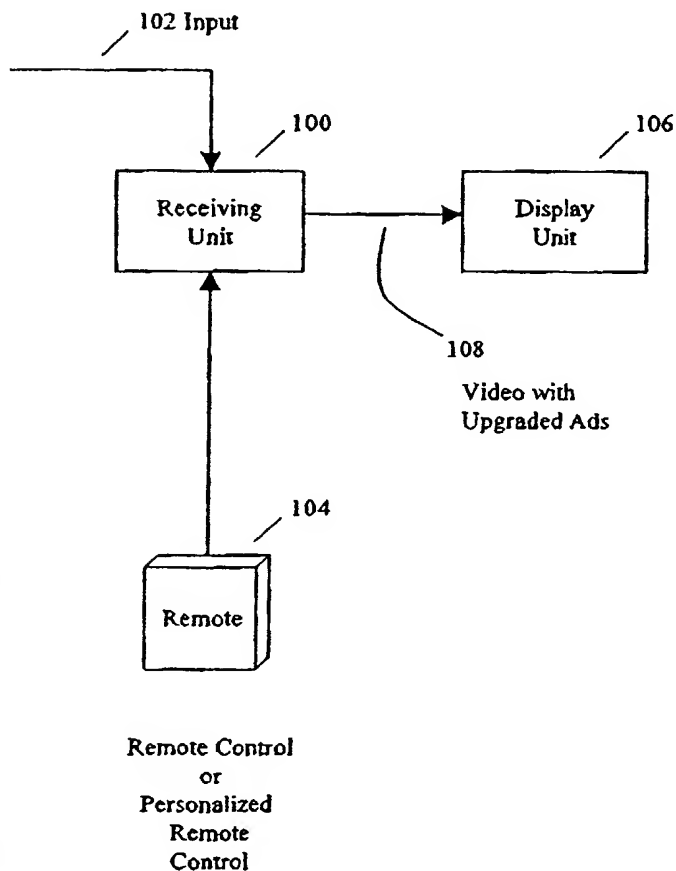 102 Input
100
106
Receiving
Unit
Display
Unit
108
Video with
Upgraded Ads
104
Remote
Remote Control
or
Personalized
Remote
Control